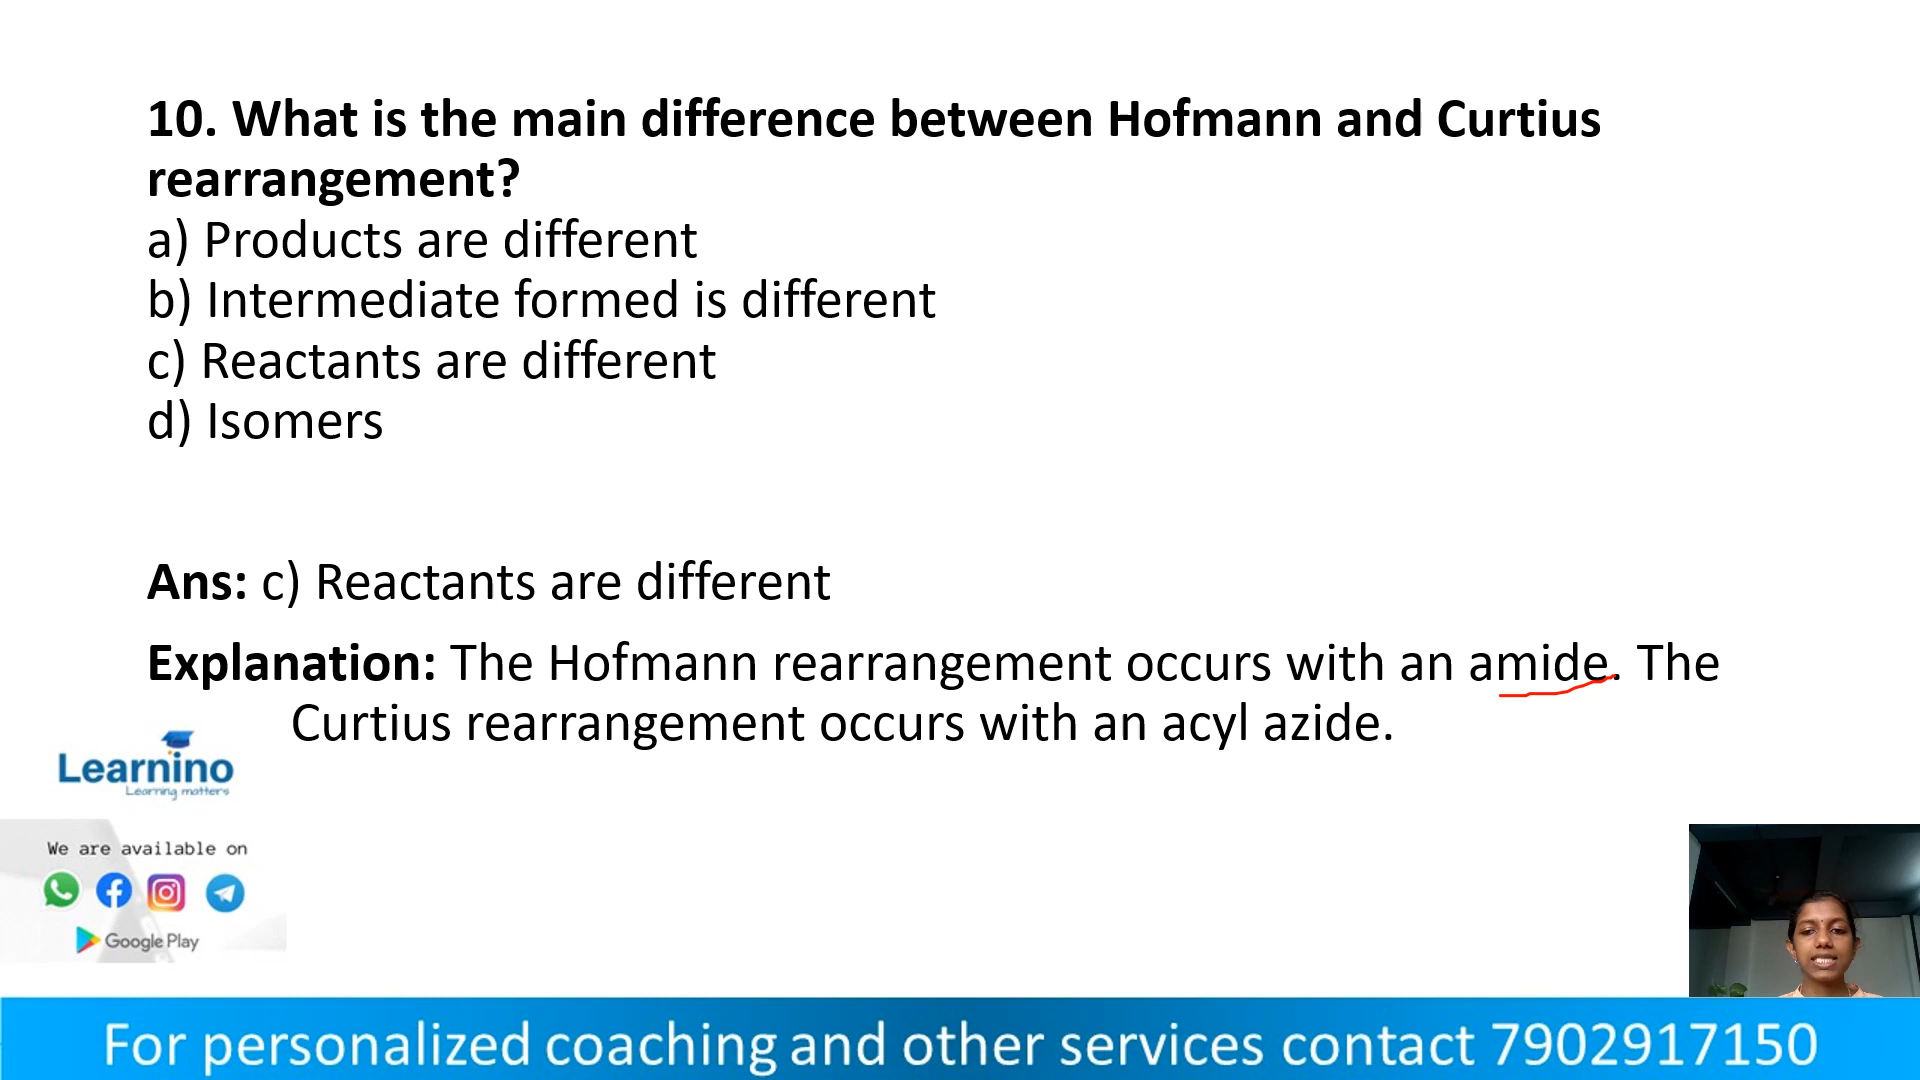 10. What is the main difference between Hofmann and Curtius
rearrangement?
a) Products are different
b) Intermediate formed is different
c) Reactants are different
d) Isomers
Ans: c) Reactants are different
Explanation: The Hofmann rearrangement occurs with an amide. The
Curtius rearrangement occurs with an acyl azide.
Learnino
Learning matters
We are available on
Google Play
For personalized coaching and other services contact 7902917150